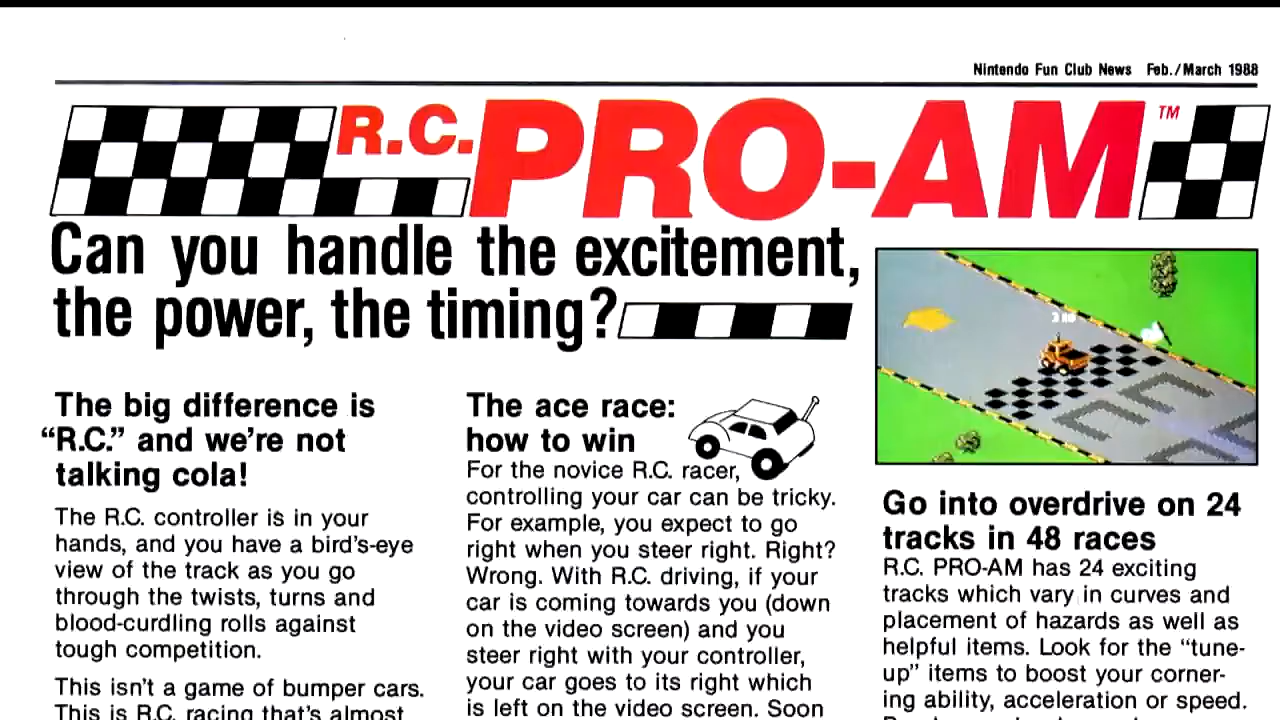 Nintendo Fun Club News Feb./March 1988
R.C. PRO-AM™
Can you handle the excitement,
the power, the timing?
The big difference is
“R.C.” and we're not
talking cola!
The R.C. controller is in your
hands, and you have a bird's-eye
view of the track as you go
through the twists, turns and
blood-curdling rolls against
tough competition.
This isn't a game of bumper cars.
This is R.C. racing that's almost
The ace race:
how to win
For the novice R.C. racer,
controlling your car can be tricky.
For example, you expect to go
right when you steer right. Right?
Wrong. With R.C. driving, if your
car is coming towards you (down
on the video screen) and you
steer right with your controller,
your car goes to its right which
is left on the video screen. Soon
Go into overdrive on 24
tracks in 48 races
R.C. PRO-AM has 24 exciting
tracks which vary in curves and
placement of hazards as well as
helpful items. Look for the “tune-
up” items to boost your corner-
ing ability, acceleration or speed.